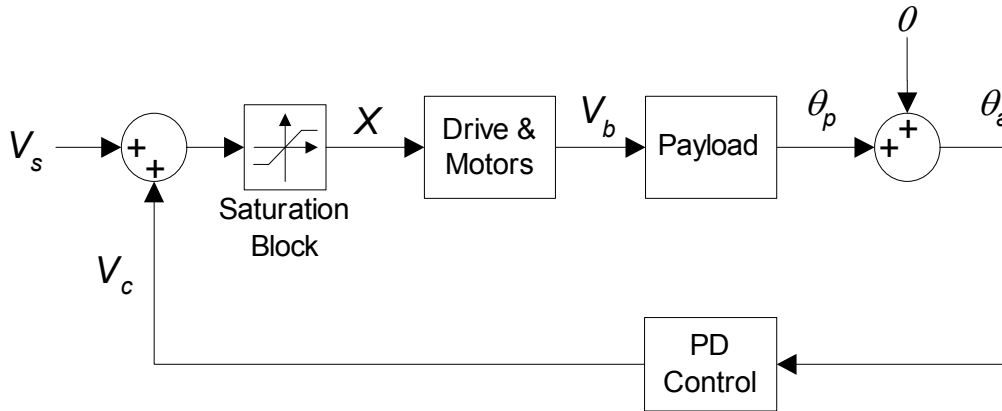 0
V_s
+
+
X
Drive &
Motors
V_b
Payload
θ_p
+
+
θ_a
Saturation
Block
V_c
PD
Control